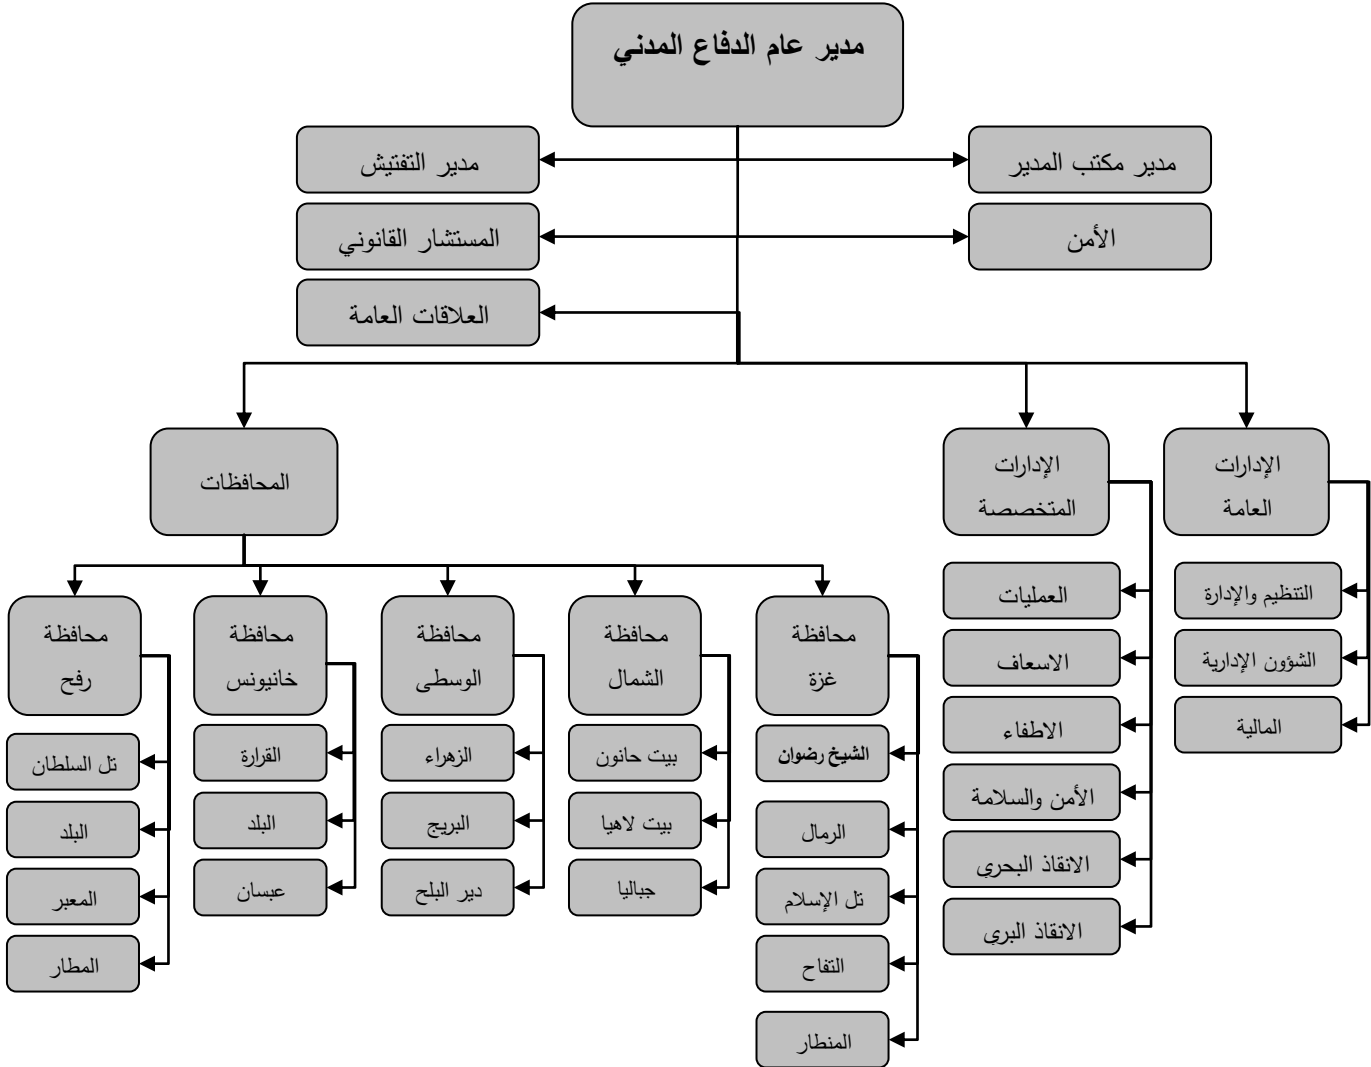 مدير عام الدفاع المدني
مدير مكتب المدير
مدير التفتيش
الأمن
المستشار القانوني
العلاقات العامة
الإدارات
العامة
التنظيم والإدارة
الشؤون الإدارية
المالية
الإدارات
المتخصصة
العمليات
الاسعاف
الاطفاء
الأمن والسلامة
الانقاذ البحري
الانقاذ البري
المحافظات
محافظة
غزة
الشيخ رضوان
الرمال
تل الإسلام
التفاح
المنطار
محافظة
الشمال
بيت حانون
بيت لاهيا
جباليا
محافظة
الوسطى
الزهراء
البريج
دير البلح
محافظة
خانيونس
القرارة
البلد
عبسان
محافظة
رفح
تل السلطان
البلد
المعبر
المطار